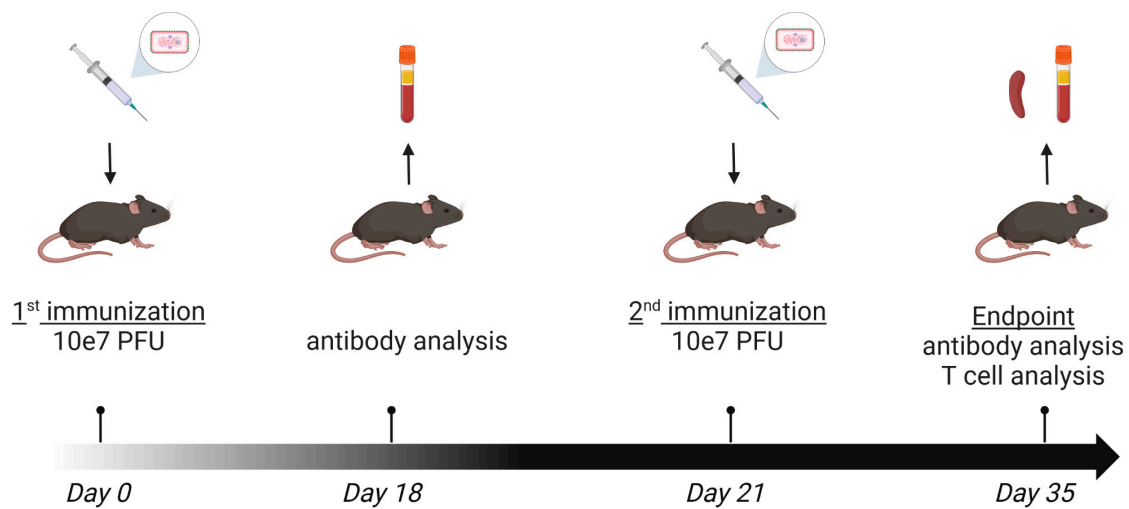 1st immunization
10e7 PFU
antibody analysis
2nd immunization
10e7 PFU
Endpoint
antibody analysis
T cell analysis
Day 0
Day 18
Day 21
Day 35